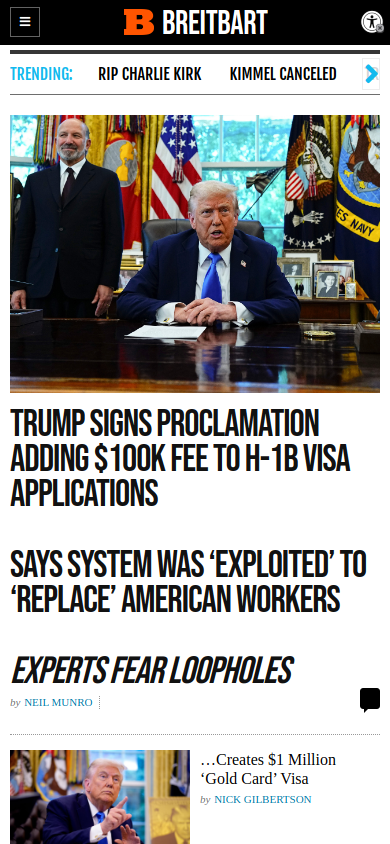 BREITBART
TRENDING:
RIP CHARLIE KIRK
KIMMEL CANCELED
TRUMP SIGNS PROCLAMATION
ADDING $100K FEE TO H-1B VISA
APPLICATIONS
SAYS SYSTEM WAS ‘EXPLOITED’ TO
‘REPLACE’ AMERICAN WORKERS
EXPERTS FEAR LOOPHOLES
by NEIL MUNRO
…Creates $1 Million
‘Gold Card’ Visa
by NICK GILBERTSON